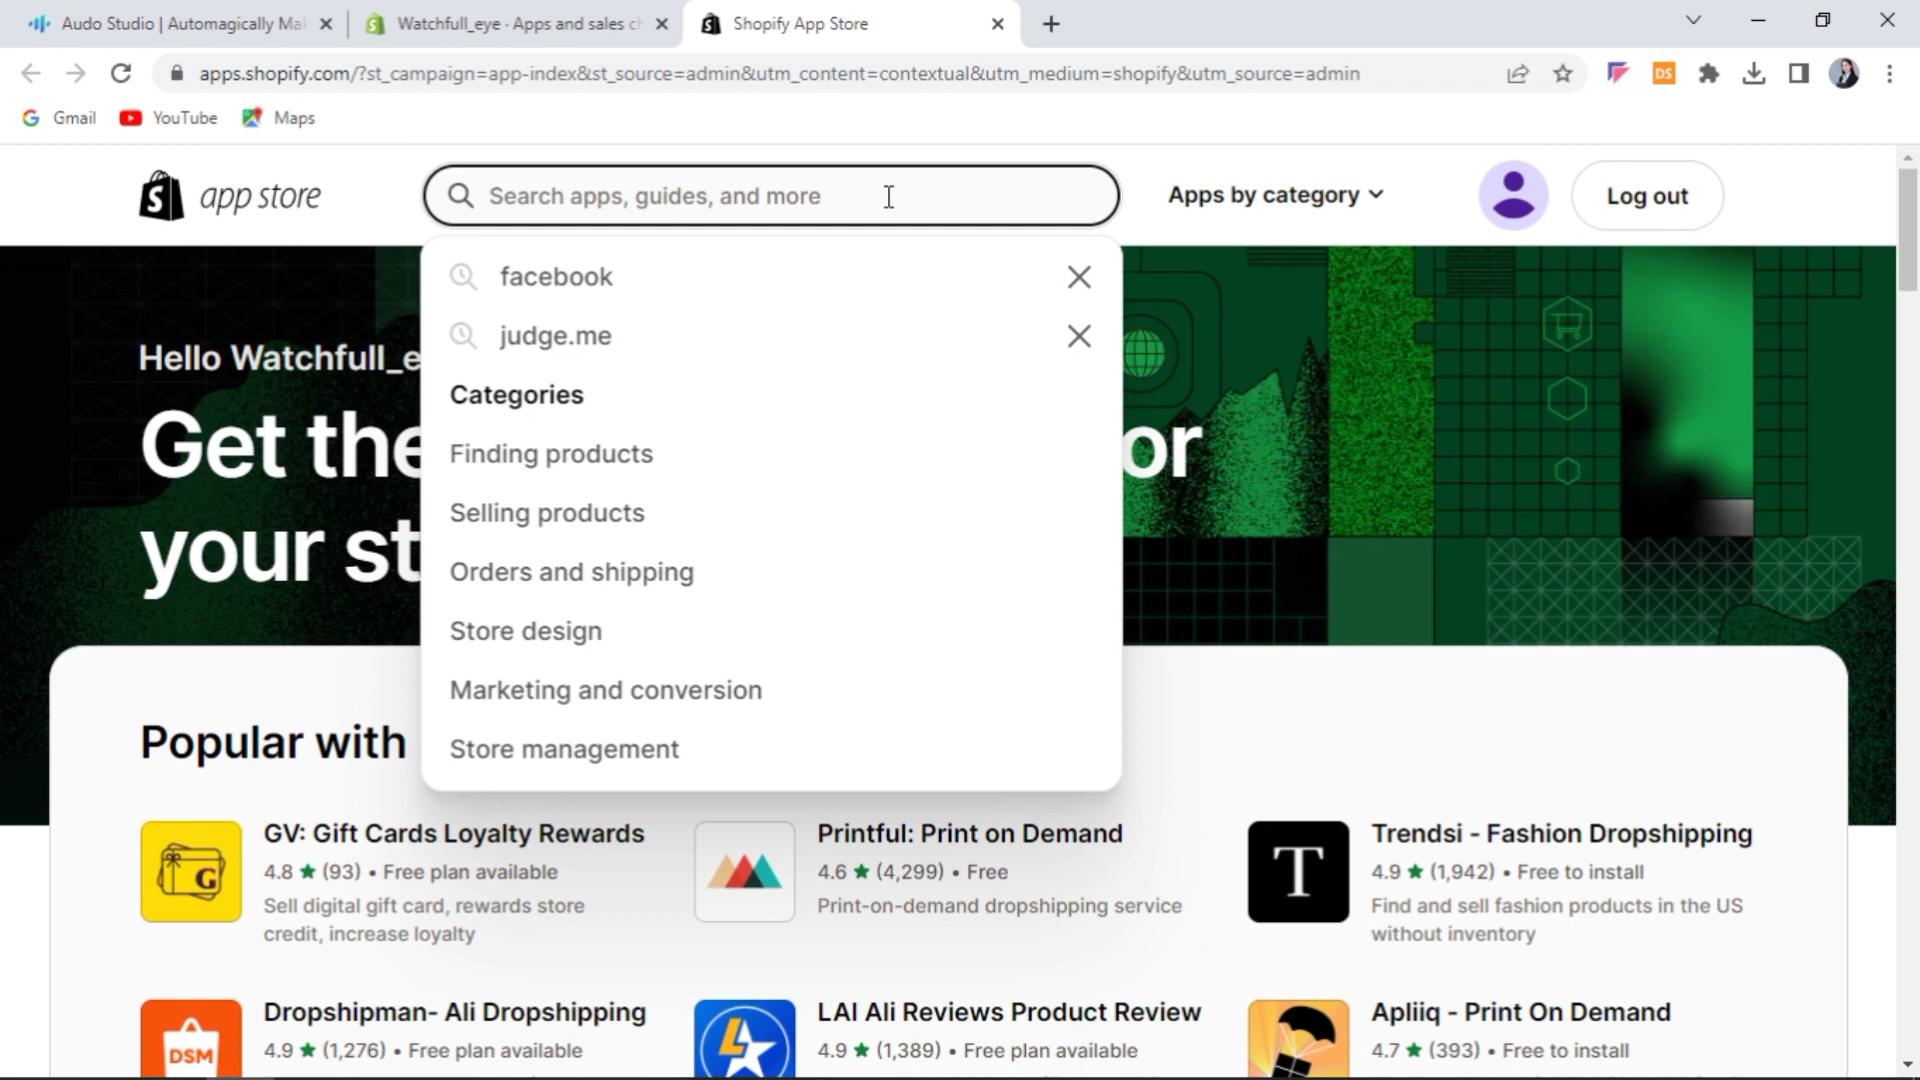 Audo Studio | Automagically Mak
Watchfull_eye · Apps and sales ch
Shopify App Store
apps.shopify.com/?st_campaign=app-index&st_source=admin&utm_content=contextual&utm_medium=shopify&utm_source=admin
DS
Gmail
YouTube
Maps
app store
Search apps, guides, and more
Apps by category
Log out
facebook
judge.me
Categories
Finding products
Selling products
Orders and shipping
Store design
Marketing and conversion
Store management
Hello Watchfull_e
Get the
or
your st
Popular with
GV: Gift Cards Loyalty Rewards
4.8 ★ (93) • Free plan available
Sell digital gift card, rewards store
credit, increase loyalty
Printful: Print on Demand
4.6 ★ (4,299) • Free
Print-on-demand dropshipping service
T
Trendsi - Fashion Dropshipping
4.9 ★ (1,942) • Free to install
Find and sell fashion products in the US
without inventory
DSM
Dropshipman- Ali Dropshipping
4.9 ★ (1,276) • Free plan available
LAI Ali Reviews Product Review
4.9 ★ (1,389) • Free plan available
Apliiq - Print On Demand
4.7 ★ (393) • Free to install